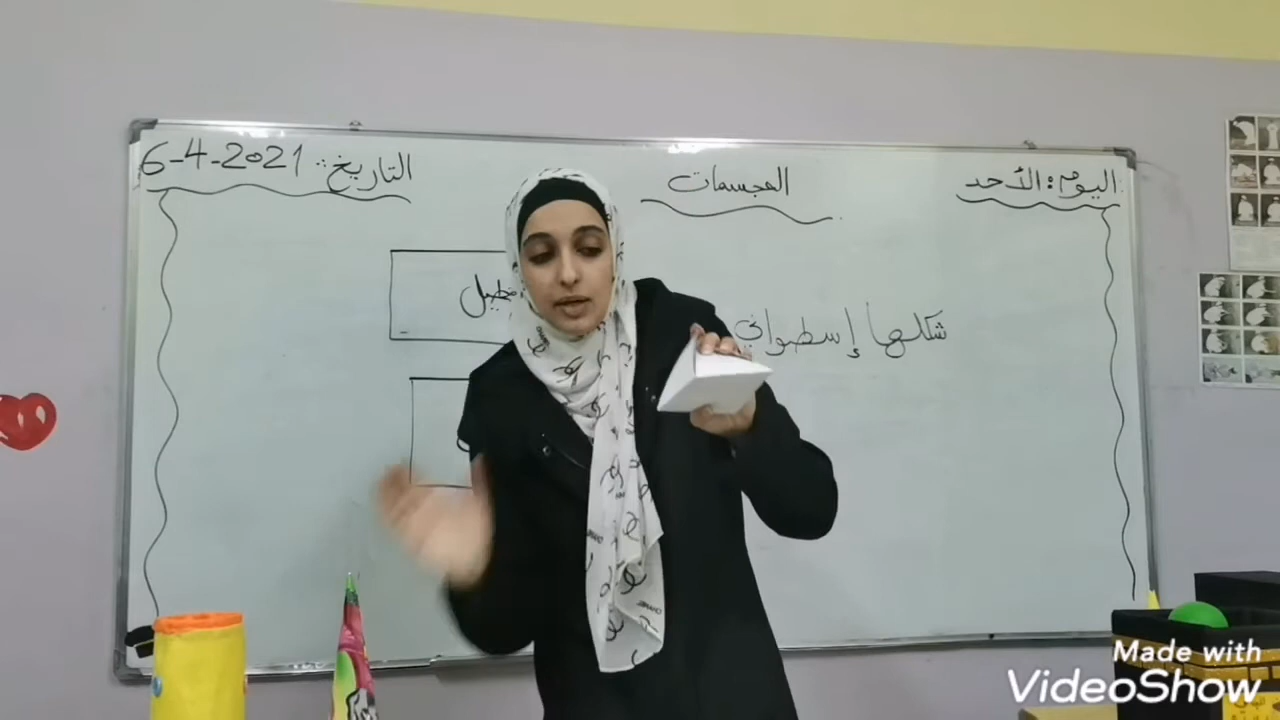 اليوم: الأحد
المجسمات
التاريخ: 6-4-2021
شكلها إسطواني
Made with
VideoShow